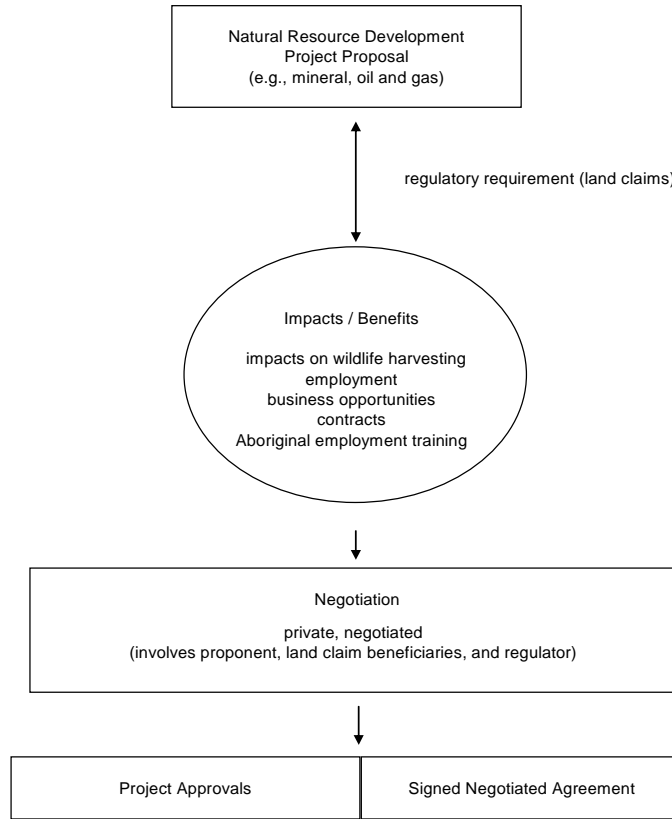 Natural Resource Development
Project Proposal
(e.g., mineral, oil and gas)
regulatory requirement (land claims)
Impacts / Benefits
impacts on wildlife harvesting
employment
business opportunities
contracts
Aboriginal employment training
Negotiation
private, negotiated
(involves proponent, land claim beneficiaries, and regulator)
Project Approvals
Signed Negotiated Agreement